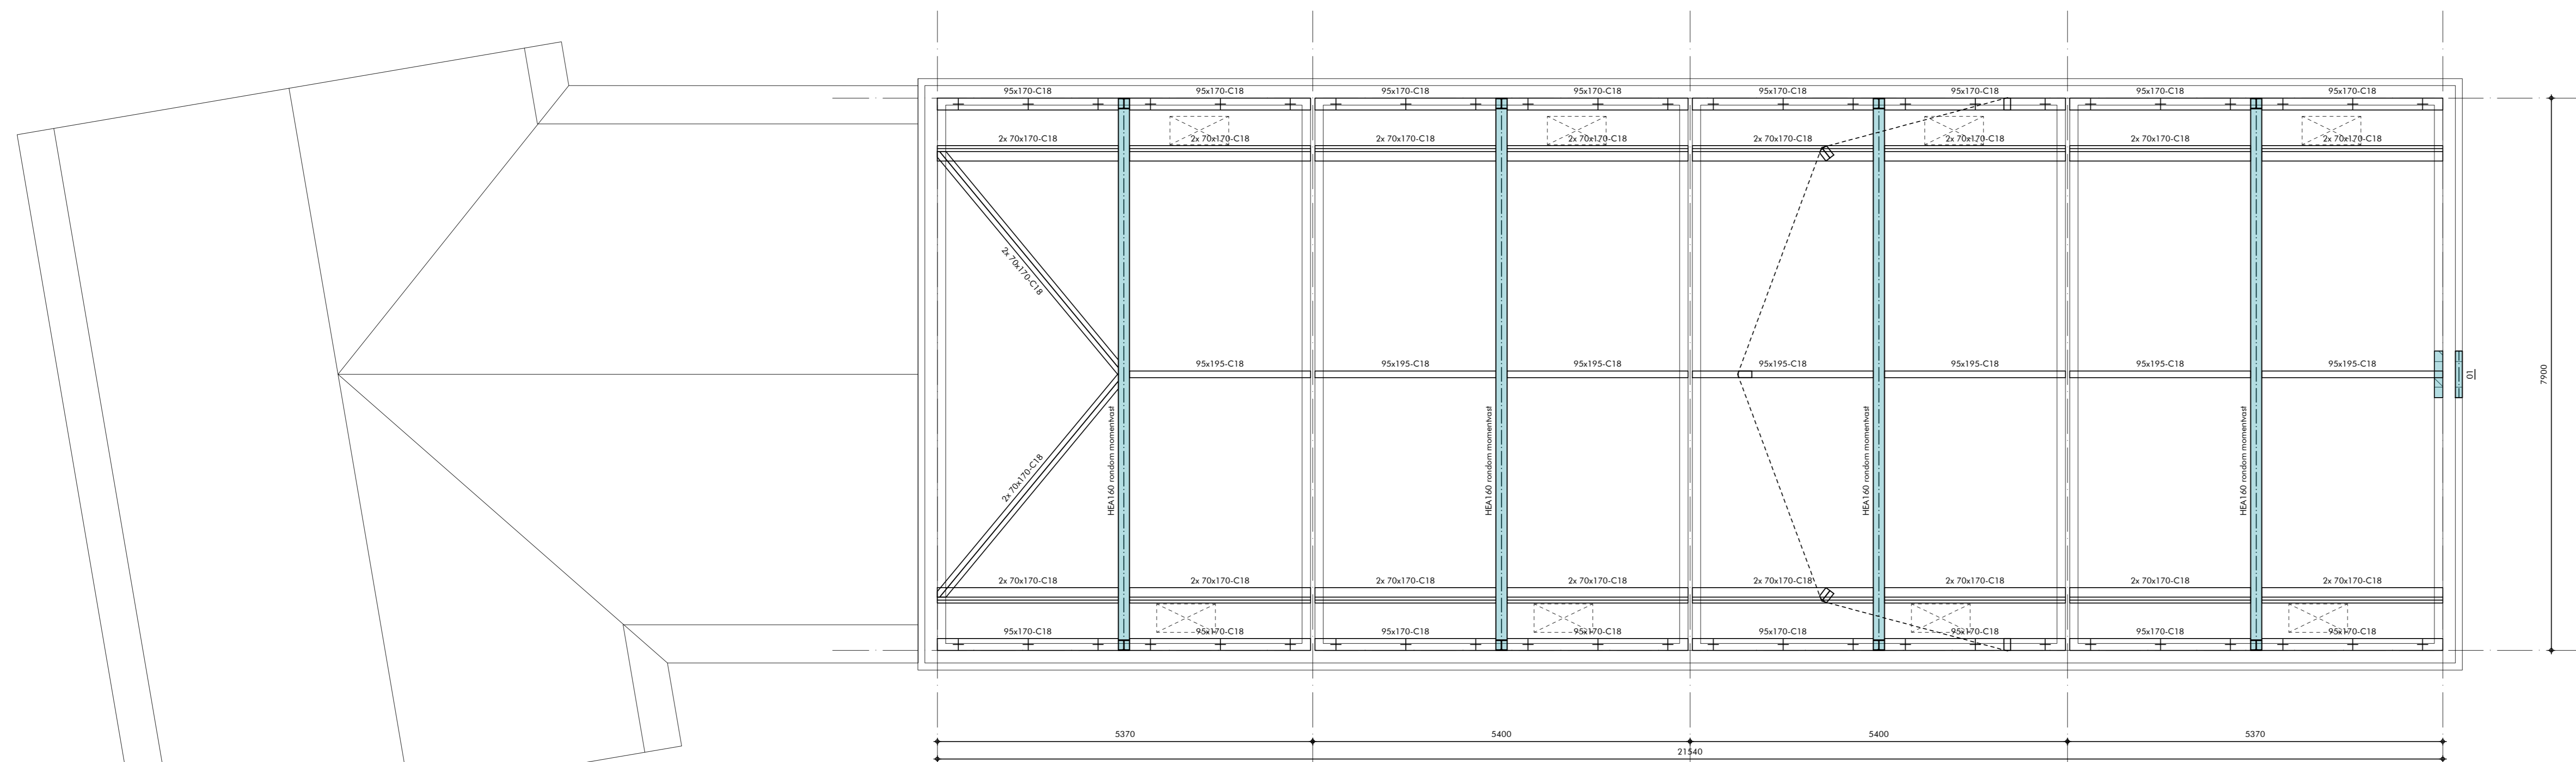 95x170-C18 95x170-C18 95x170-C18 95x170-C18 95x170-C18 95x170-C18 95x170-C18 95x170-C18
2x 70x170-C18 2x 70x170-C18 2x 70x170-C18 2x 70x170-C18 2x 70x170-C18 2x 70x170-C18 2x 70x170-C18 2x 70x170-C18
2x 70x170-C18
95x195-C18 95x195-C18 95x195-C18 95x195-C18 95x195-C18 95x195-C18 95x195-C18
01
7900
HEA160 rondom momentvast
HEA160 rondom momentvast
HEA160 rondom momentvast
HEA160 rondom momentvast
2x 70x170-C18
2x 70x170-C18 2x 70x170-C18 2x 70x170-C18 2x 70x170-C18 2x 70x170-C18 2x 70x170-C18 2x 70x170-C18 2x 70x170-C18
95x170-C18 95x170-C18 95x170-C18 95x170-C18 95x170-C18 95x170-C18 95x170-C18 95x170-C18
5370 5400 5400 5370
21540